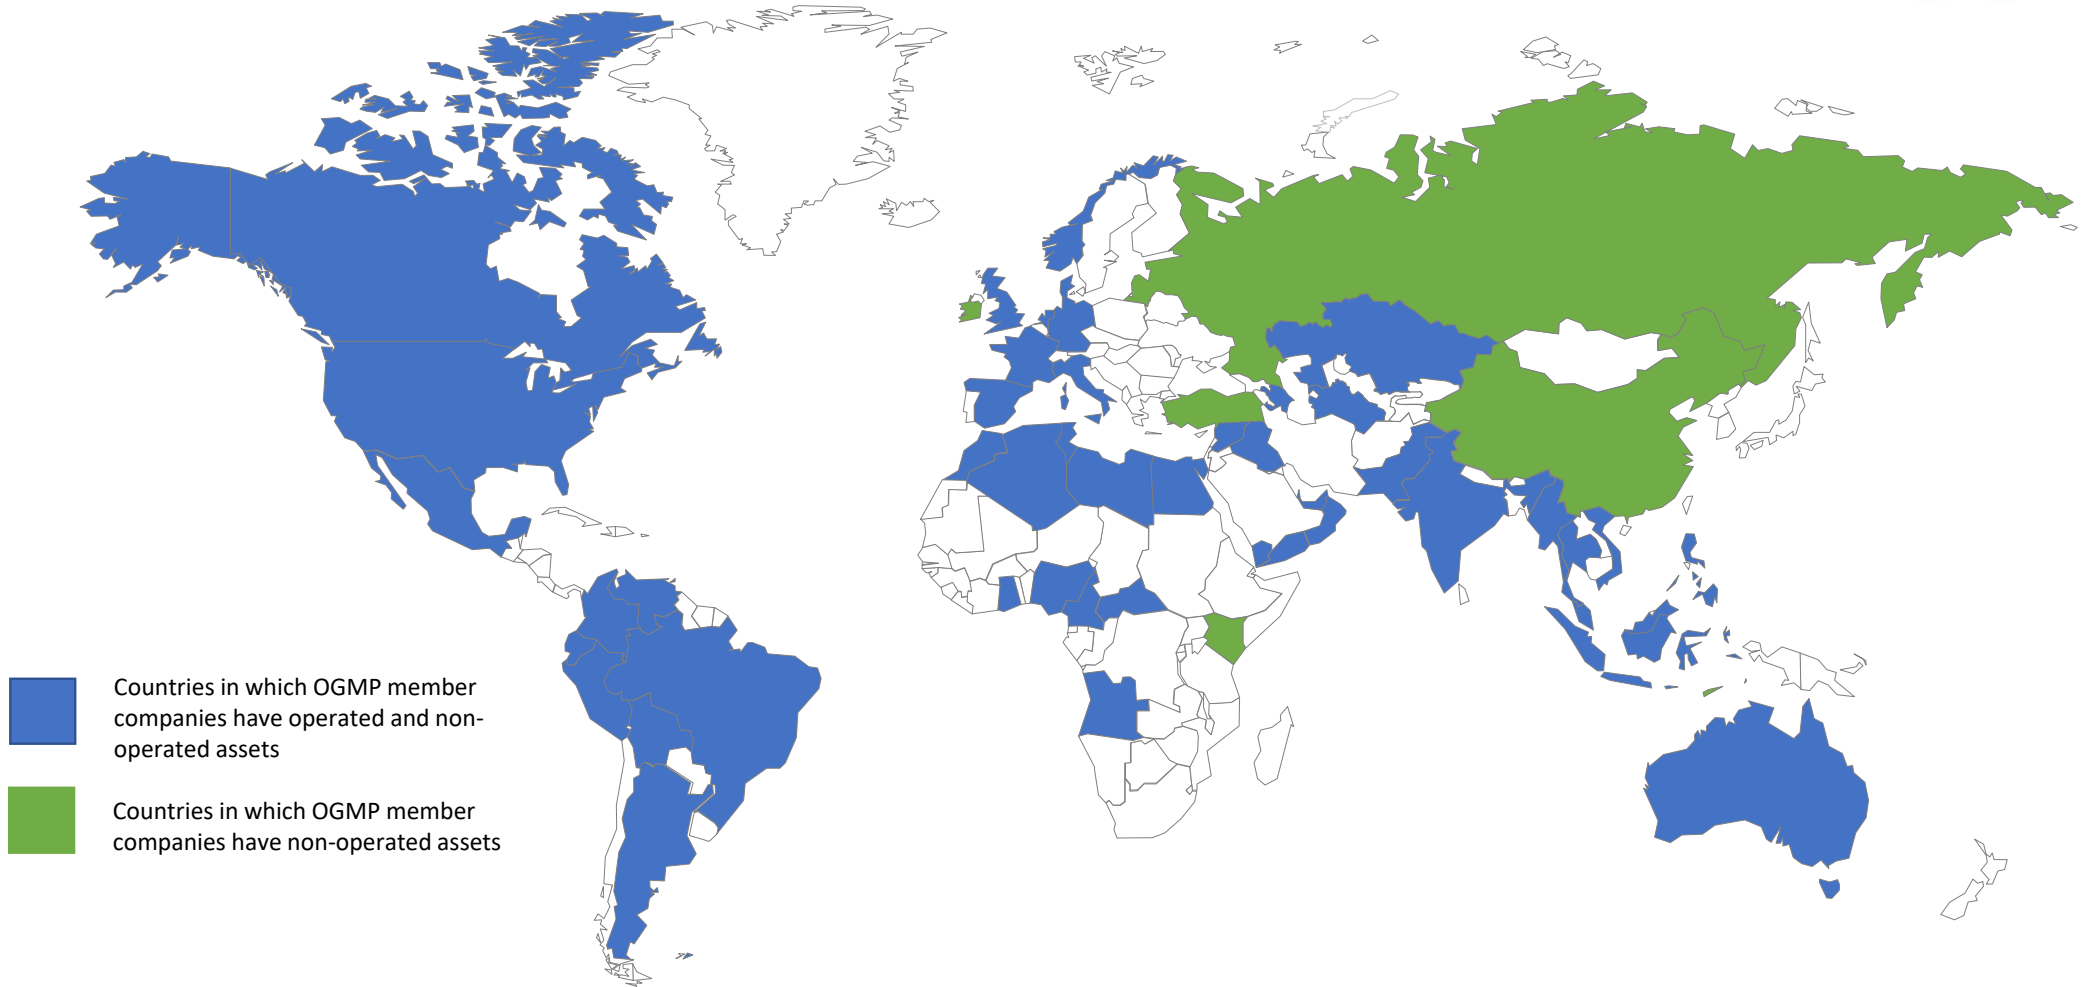 Countries in which OGMP member
companies have operated and non-
operated assets
Countries in which OGMP member
companies have non-operated assets